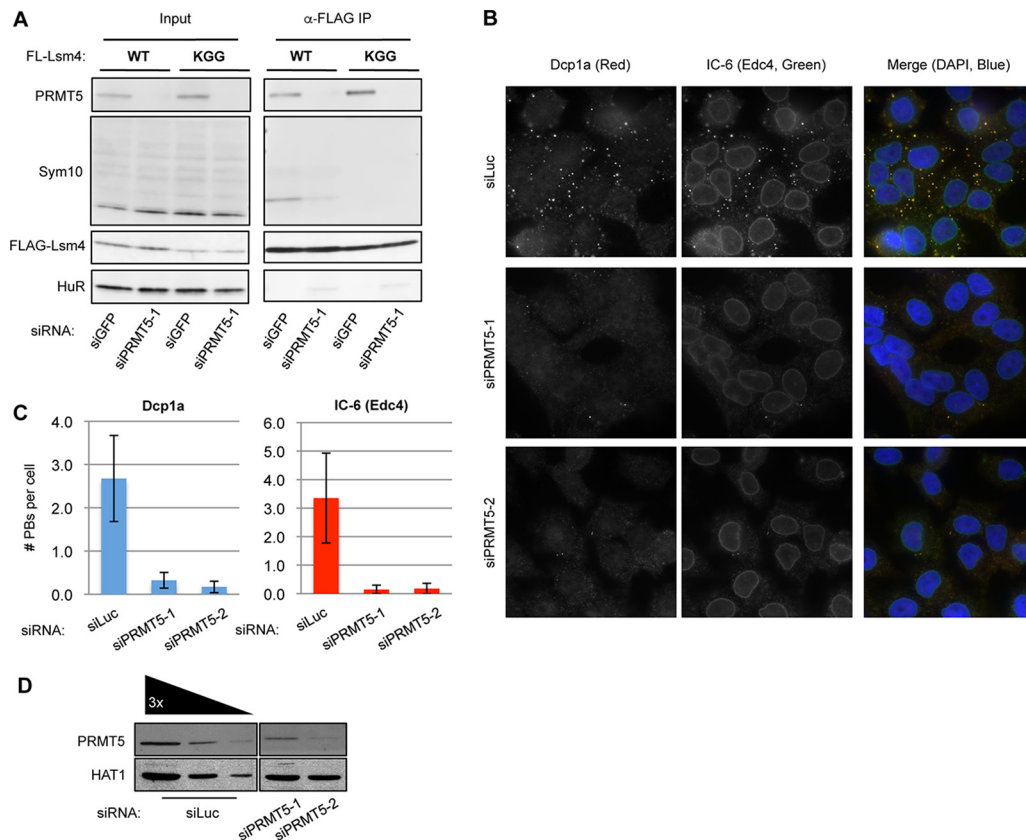 A
Input
α-FLAG IP
FL-Lsm4:
WT
KGG
WT
KGG
PRMT5
Sym10
FLAG-Lsm4
HuR
siRNA:
siGFP
siPRMT5-1
siGFP
siPRMT5-1
siGFP
siPRMT5-1
siGFP
siPRMT5-1
B
Dcp1a (Red)
IC-6 (Edc4, Green)
Merge (DAPI, Blue)
siLuc
siPRMT5-1
siPRMT5-2
C
Dcp1a
IC-6 (Edc4)
# PBs per cell
4.0
3.0
2.0
1.0
0.0
6.0
5.0
4.0
3.0
2.0
1.0
0.0
siRNA:
siLuc
siPRMT5-1
siPRMT5-2
siRNA:
siLuc
siPRMT5-1
siPRMT5-2
D
3x
PRMT5
HAT1
siRNA:
siLuc
siPRMT5-1
siPRMT5-2